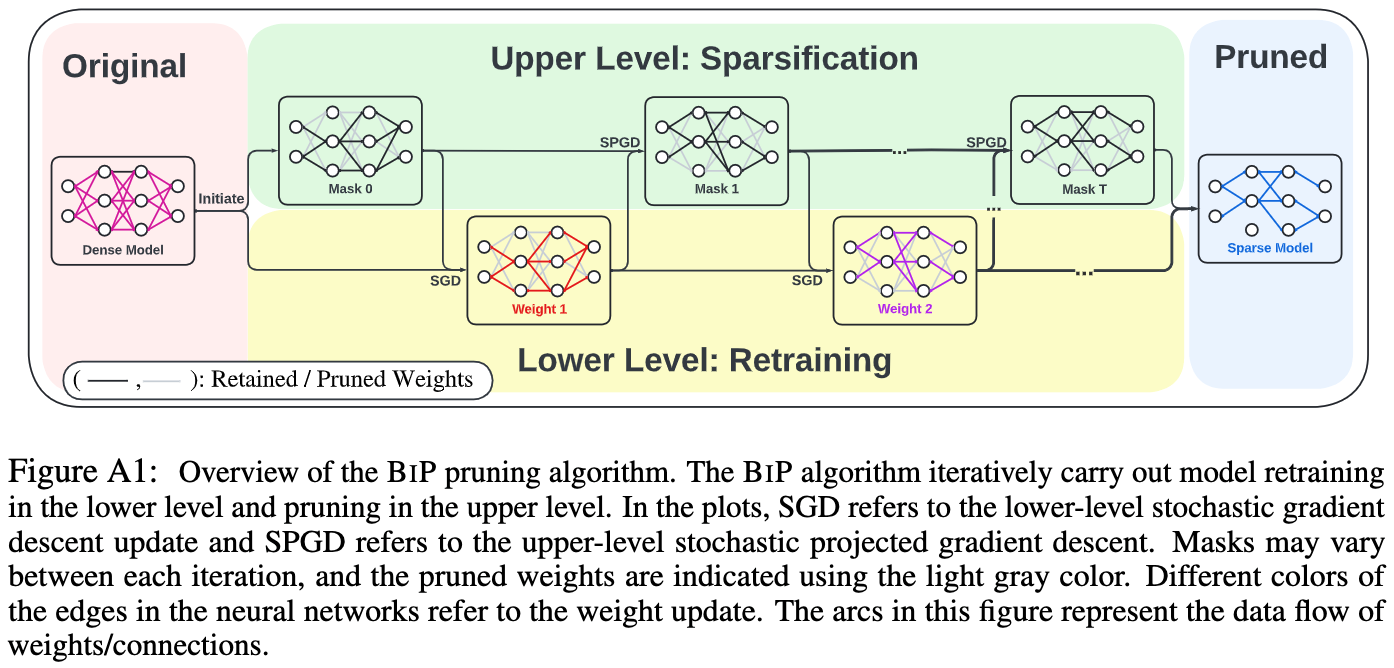 Original
Upper Level: Sparsification
Pruned
SPGD
SPGD
...
Mask 0
Mask 1
Mask T
Initiate
Dense Model
...
Sparse Model
SGD
SGD
...
Weight 1
Weight 2
Lower Level: Retraining
( , ): Retained / Pruned Weights
Figure A1: Overview of the BIP pruning algorithm. The BIP algorithm iteratively carry out model retraining
in the lower level and pruning in the upper level. In the plots, SGD refers to the lower-level stochastic gradient
descent update and SPGD refers to the upper-level stochastic projected gradient descent. Masks may vary
between each iteration, and the pruned weights are indicated using the light gray color. Different colors of
the edges in the neural networks refer to the weight update. The arcs in this figure represent the data flow of
weights/connections.